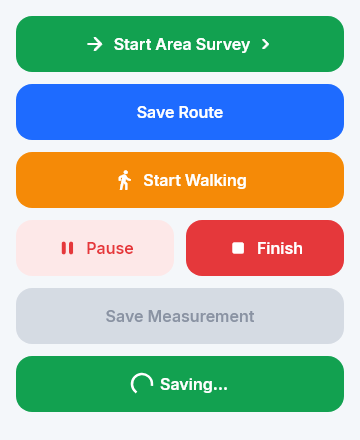 Start Area Survey
Save Route
Start Walking
Pause
Finish
Save Measurement
Saving...